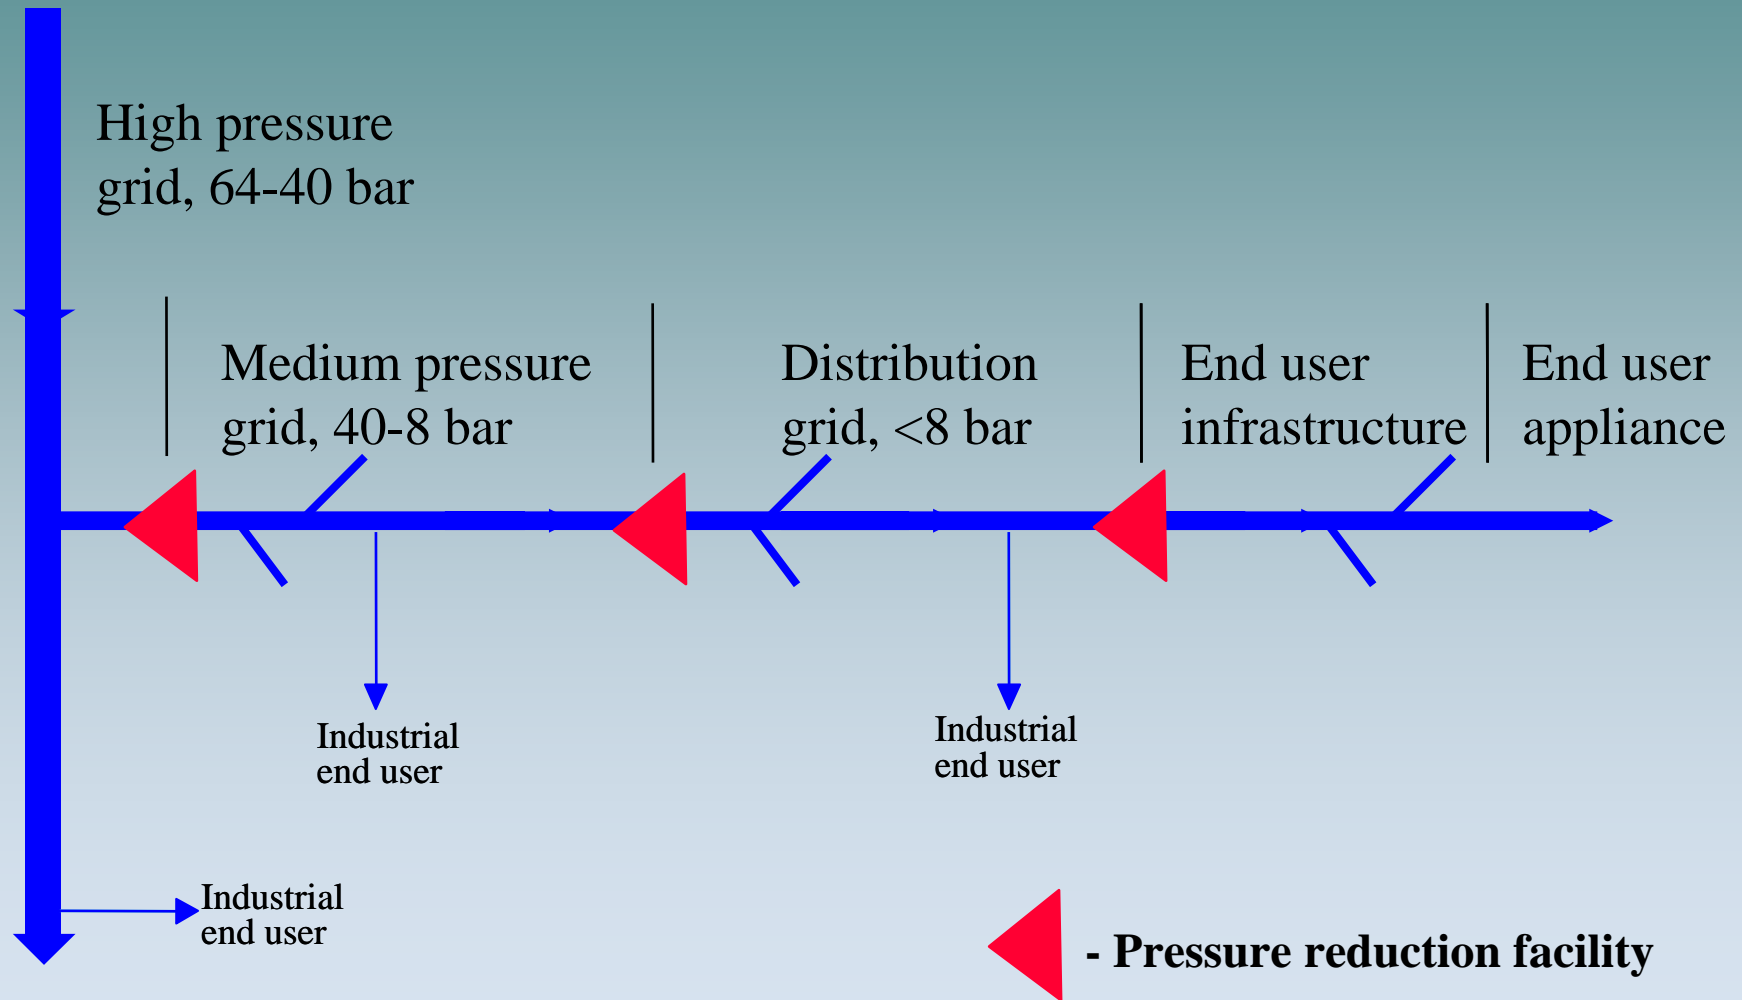 High pressure
grid, 64-40 bar
Medium pressure
grid, 40-8 bar
Distribution
grid, <8 bar
End user
infrastructure
End user
appliance
Industrial
end user
Industrial
end user
Industrial
end user
- Pressure reduction facility